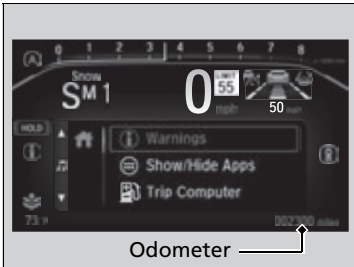 0 1 2 3 4 5 6 7 8
A
Snow
SM 1
0 mph
LIMIT 55
50
HOLD
Warnings
Show/Hide Apps
Trip Computer
73°F
002300 miles
Odometer